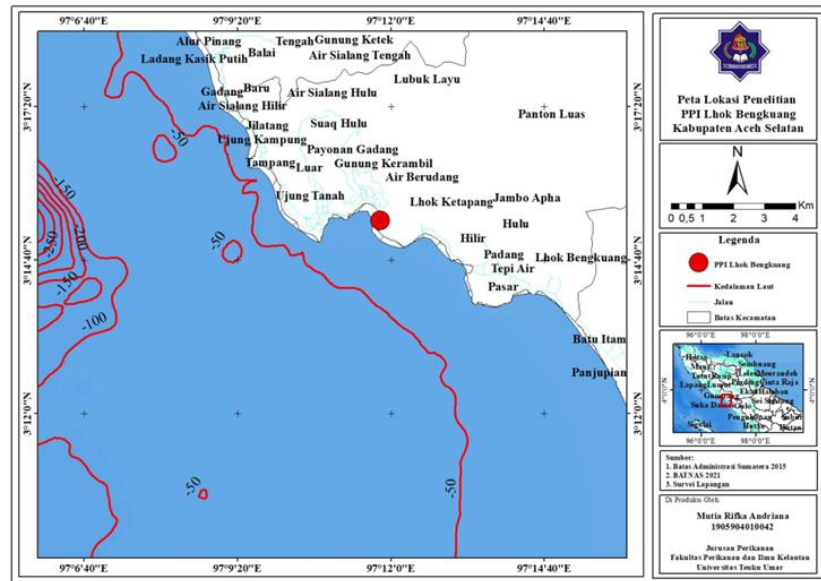 97°6'40"E 97°9'20"E 97°12'0"E 97°14'40"E
3°17'20"N
3°14'40"N
3°12'0"N
Alur Pinang
Tengah
Gunung Ketek
Ladang Kasik Putih
Balai
Air Sialang Tengah
Lubuk Layu
Gadang
Baru
Air Sialang Hulu
Air Sialang Hilir
Panton Luas
Jilatang
Suaq Hulu
Ujung Kampung
Payonan Gadang
Tampang
Luar
Gunung Kerambil
Air Berudang
Ujung Tanah
Lhok Ketapang
Jambo Apha
Hulu
Hilir
Padang
Lhok Bengkuang
Tepi Air
Pasar
Batu Itam
Panjupian
-50
-150
-200
-250
-50
-150
-100
-50
-50
3°17'20"N
3°14'40"N
3°12'0"N
97°6'40"E 97°9'20"E 97°12'0"E 97°14'40"E
Peta Lokasi Penelitian
PPI Lhok Bengkuang
Kabupaten Aceh Selatan
N
0 0,5 1 2 3 4 Km
Legenda
PPI Lhok Bengkuang
Kedalaman Laut
Jalan
Batas Kecamatan
96°0'0"E 98°0'0"E
4°0'0"N
4°0'0"N
96°0'0"E 98°0'0"E
Sumber:
1. Batas Administrasi Sumatera 2015
2. BATNAS 2021
3. Survei Lapangan
Di Produksi Oleh:
Mutia Rifka Andriana
1905904010042
Jurusan Perikanan
Fakultas Perikanan dan Ilmu Kelautan
Universitas Teuku Umar